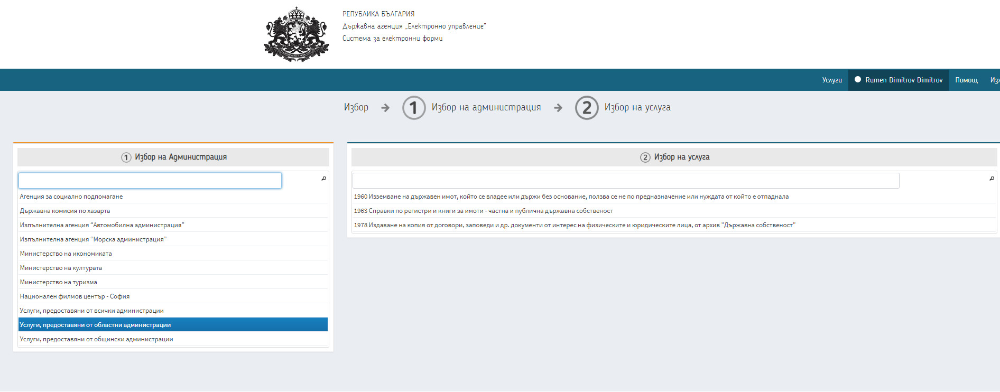 РЕПУБЛИКА БЪЛГАРИЯ
Държавна агенция „Електронно управление”
Система за електронни форми
Услуги Rumen Dimitrov Dimitrov Помощ
Избор 1 Избор на администрация 2 Избор на услуга
1 Избор на Администрация
Агенция за социално подпомагане
Държавна комисия по хазарта
Изпълнителна агенция “Автомобилна администрация”
Изпълнителна агенция “Морска администрация”
Министерство на икономиката
Министерство на културата
Министерство на туризма
Национален филмов център - София
Услуги, предоставяни от всички администрации
Услуги, предоставяни от областни администрации
Услуги, предоставяни от общински администрации
2 Избор на услуга
1960 Изземване на държавен имот, който се владее или държи без основание, ползва се не по предназначение или нуждата от който е отпаднала
1963 Справки по регистри и книги за имоти - частна и публична държавна собственост
1978 Издаване на копия от договори, заповеди и др. документи от интерес на физическите и юридическите лица, от архив "Държавна собственост"